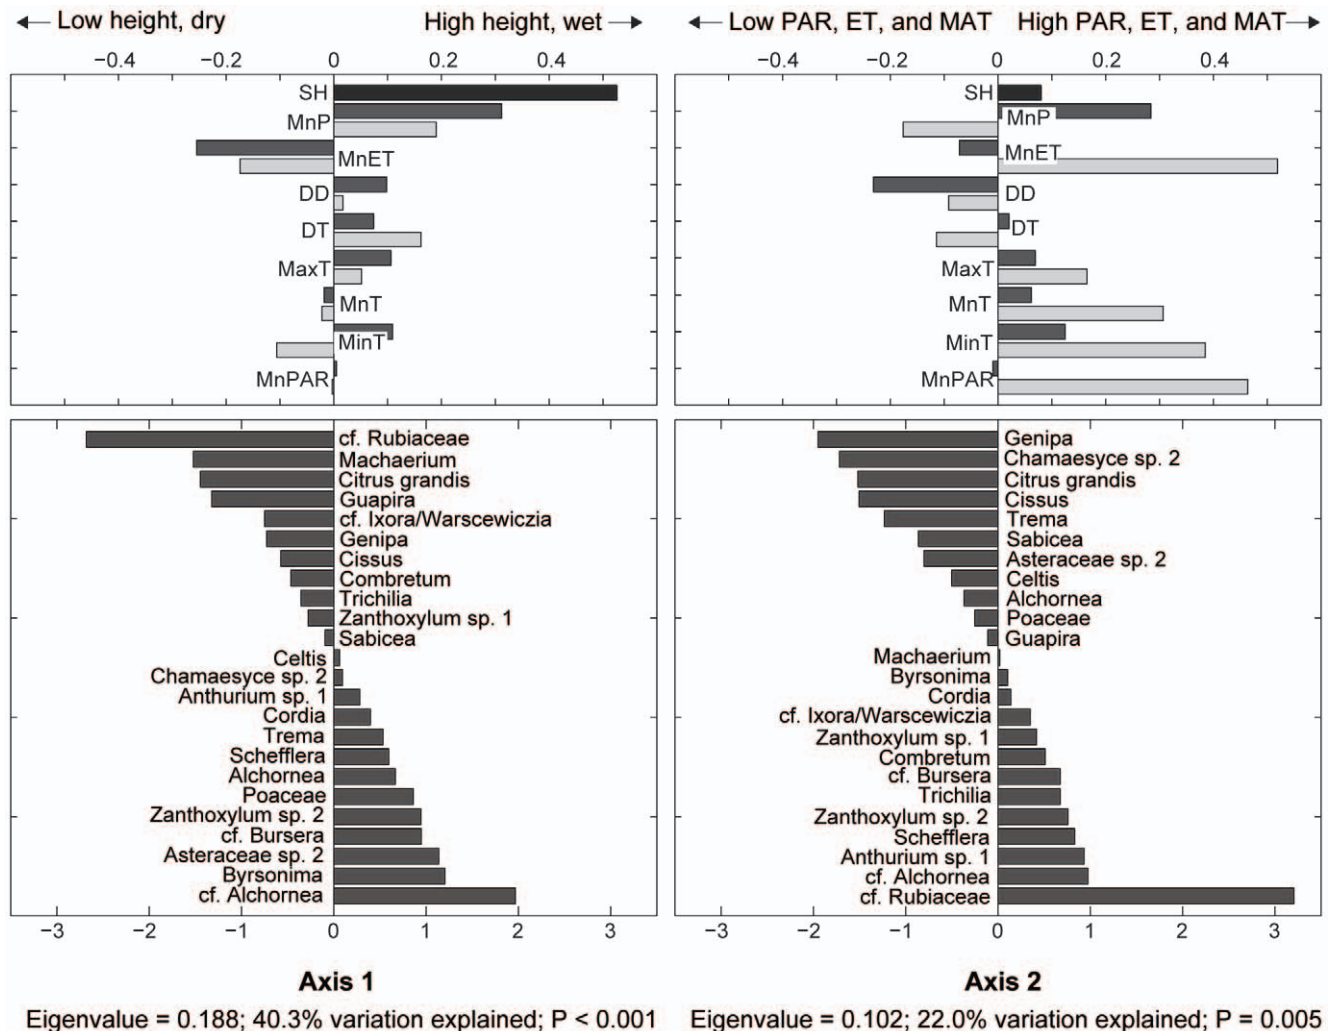 ← Low height, dry High height, wet →
−0.4 −0.2 0 0.2 0.4
SH
MnP
MnET
DD
DT
MaxT
MnT
MinT
MnPAR
cf. Rubiaceae
Machaerium
Citrus grandis
Guapira
cf. Ixora/Warscewiczia
Genipa
Cissus
Combretum
Trichilia
Zanthoxylum sp. 1
Sabicea
Celtis
Chamaesyce sp. 2
Anthurium sp. 1
Cordia
Trema
Schefflera
Alchornea
Poaceae
Zanthoxylum sp. 2
cf. Bursera
Asteraceae sp. 2
Byrsonima
cf. Alchornea
−3 −2 −1 0 1 2 3
Axis 1
Eigenvalue = 0.188; 40.3% variation explained; P < 0.001
← Low PAR, ET, and MAT High PAR, ET, and MAT →
−0.4 −0.2 0 0.2 0.4
SH
MnP
MnET
DD
DT
MaxT
MnT
MinT
MnPAR
Genipa
Chamaesyce sp. 2
Citrus grandis
Cissus
Trema
Sabicea
Asteraceae sp. 2
Celtis
Alchornea
Poaceae
Guapira
Machaerium
Byrsonima
Cordia
cf. Ixora/Warscewiczia
Zanthoxylum sp. 1
Combretum
cf. Bursera
Trichilia
Zanthoxylum sp. 2
Schefflera
Anthurium sp. 1
cf. Alchornea
cf. Rubiaceae
−3 −2 −1 0 1 2 3
Axis 2
Eigenvalue = 0.102; 22.0% variation explained; P = 0.005